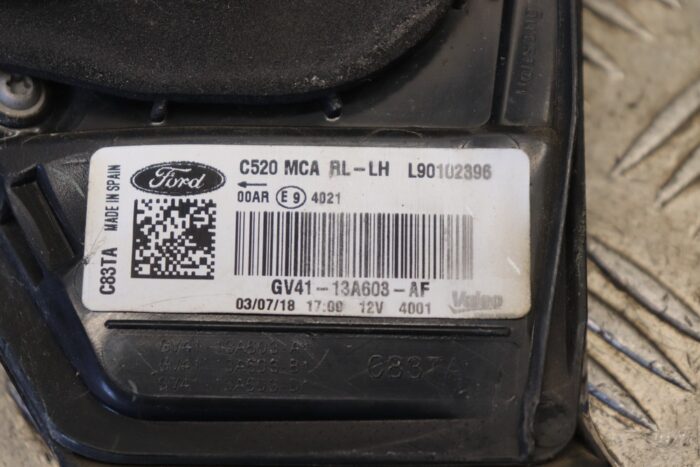 MADE IN SPAIN
C83TA
Ford
C520 MCA RL-LH L90102396
00AR E9 4021
GV41-13A603-AF
03/07/18 17:09 12V 4001
Valeo
C83TA